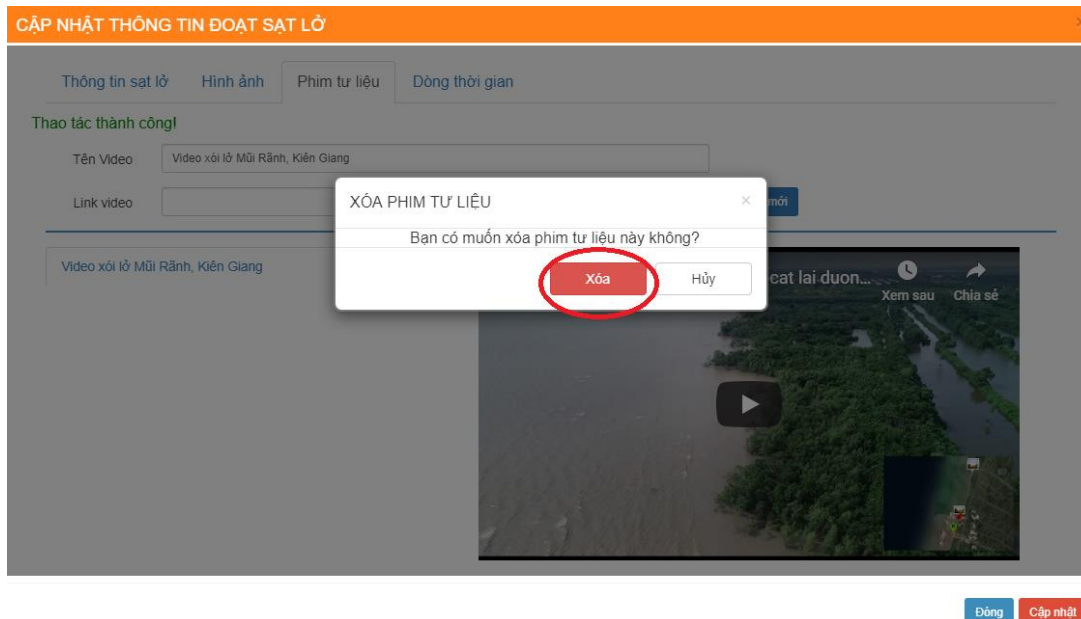 CẬP NHẬT THÔNG TIN ĐOẠT SẠT LỞ
×
Thông tin sạt lở Hình ảnh Phim tư liệu Dòng thời gian
Thao tác thành công!
Tên Video Video xói lở Mũi Rãnh, Kiên Giang
Link video mới
XÓA PHIM TƯ LIỆU ×
Bạn có muốn xóa phim tư liệu này không?
Xóa Hủy
Video xói lở Mũi Rãnh, Kiên Giang
cat lai duon...
Xem sau Chia sẻ
Đóng Cập nhật